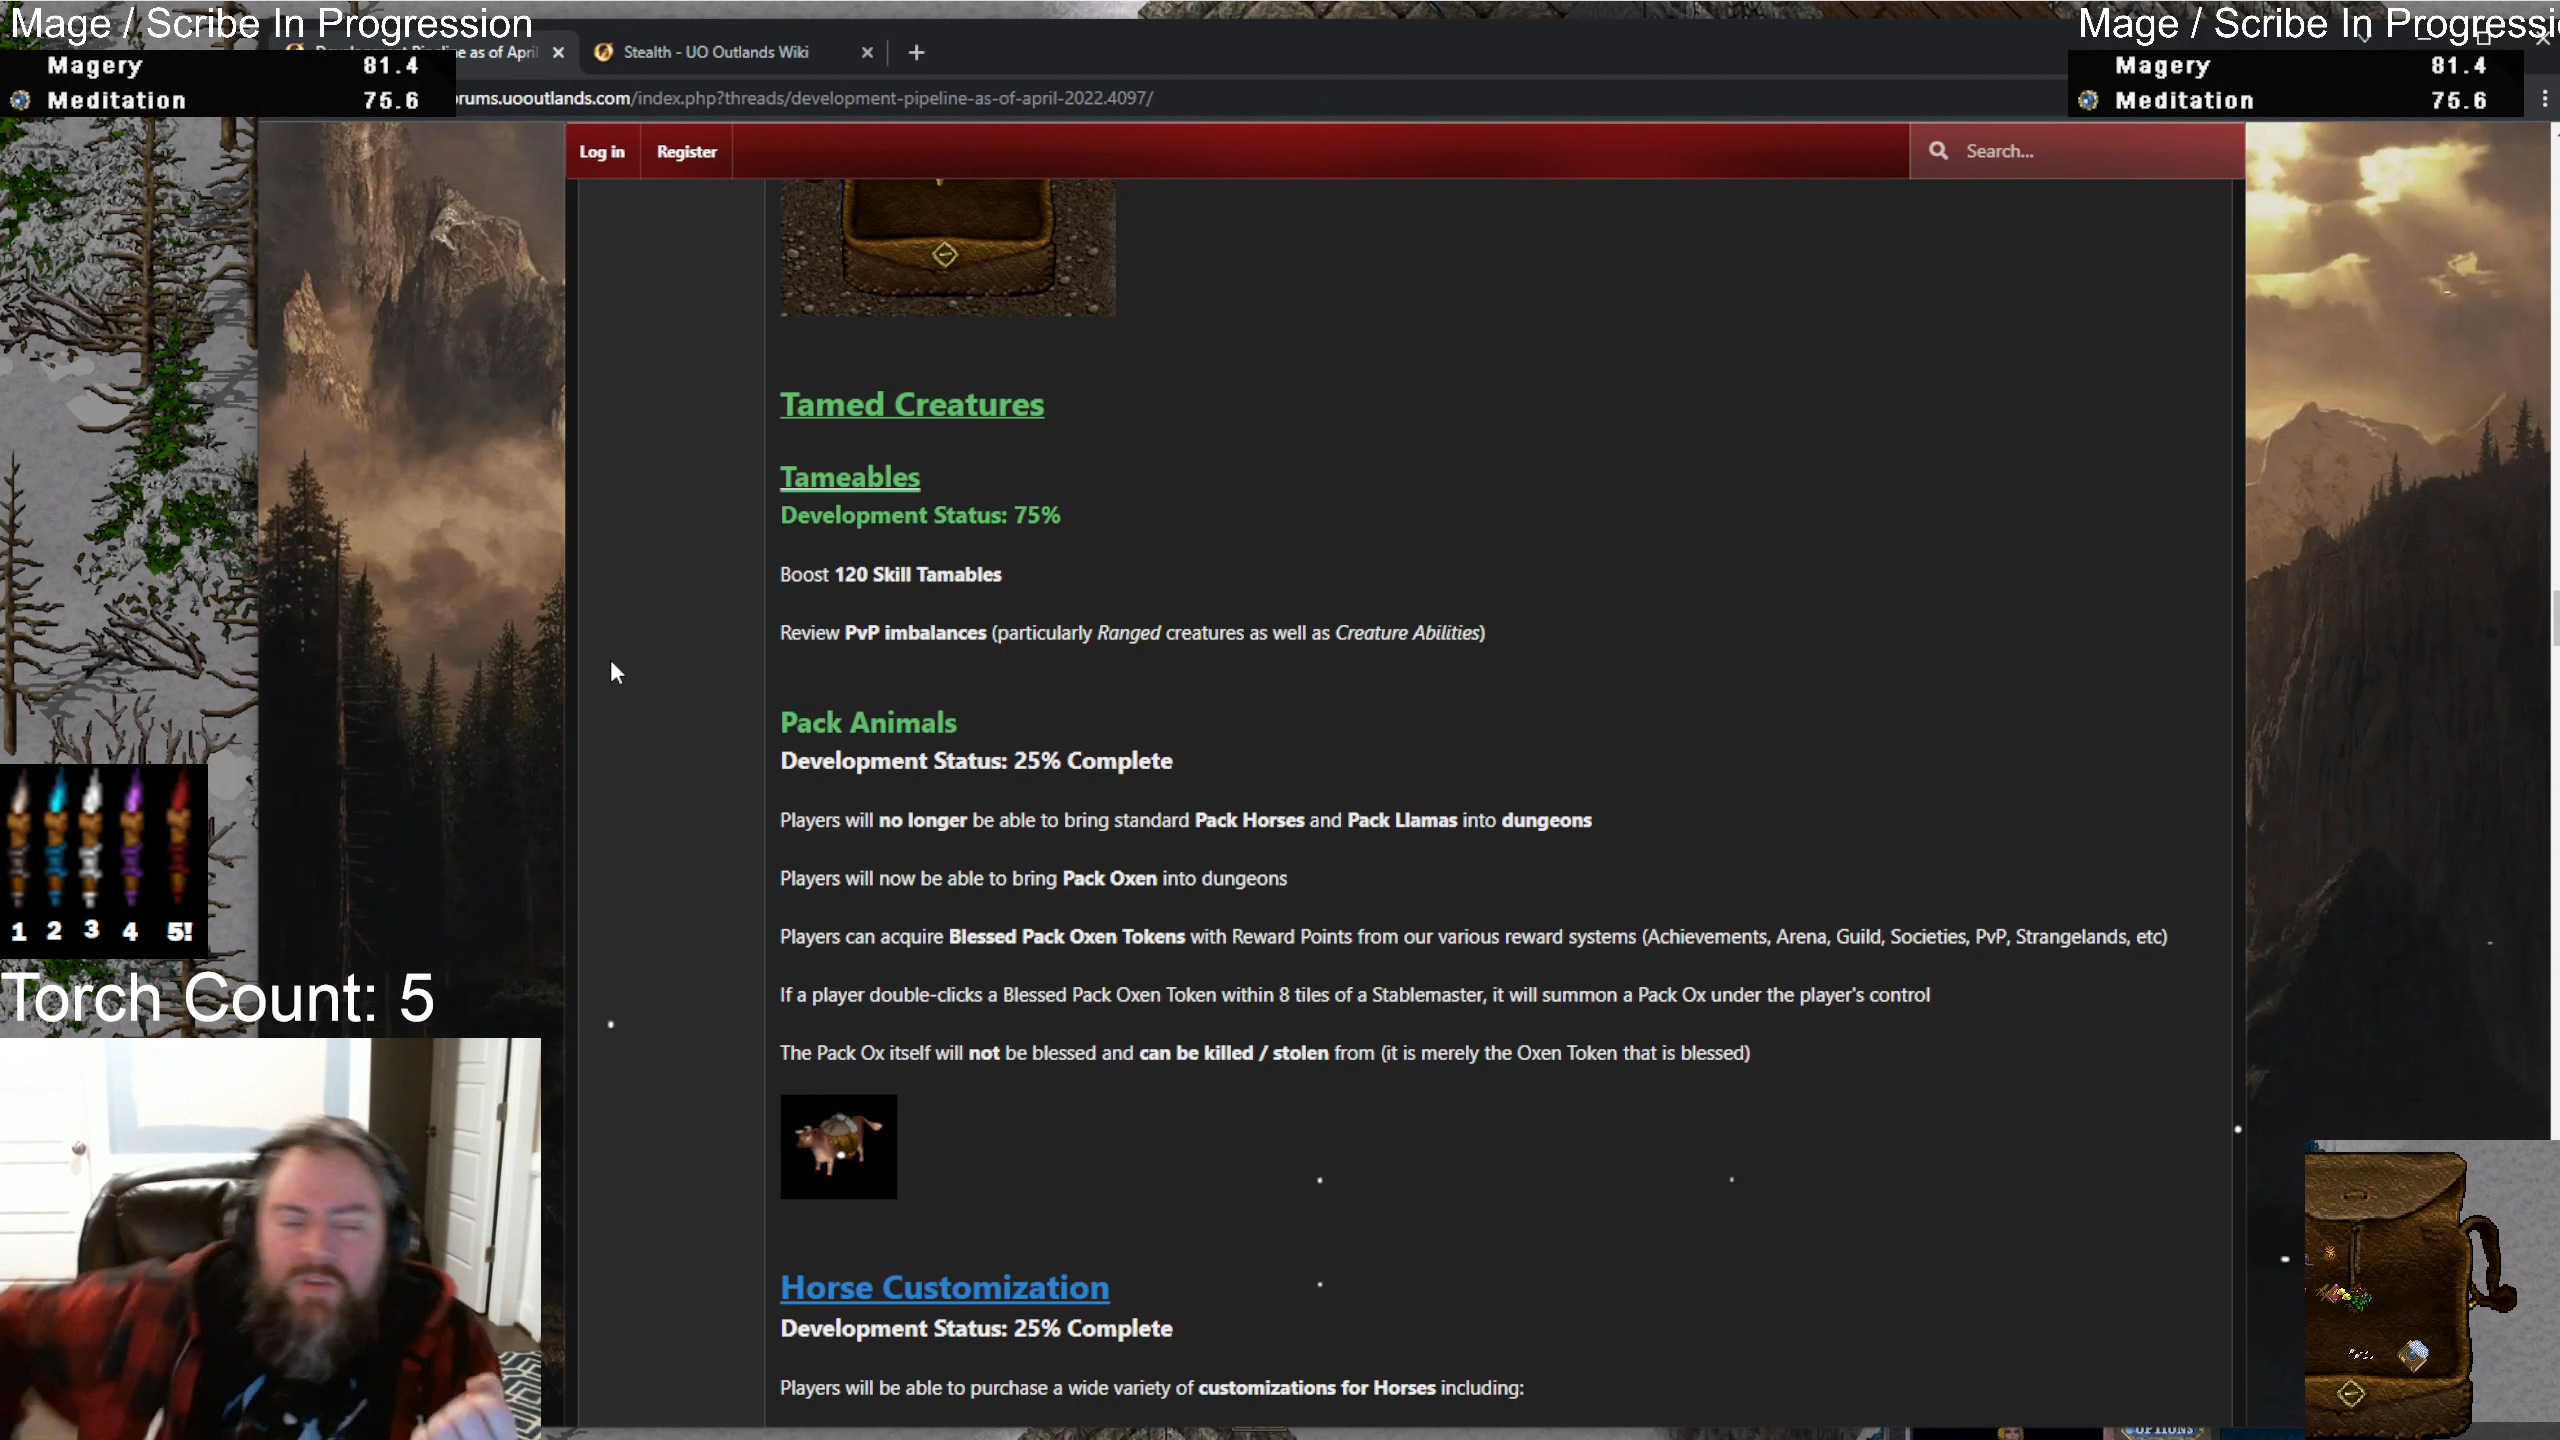 Mage / Scribe In Progression
Magery 81.4
Meditation 75.6
Development Pipeline as of April
Stealth - UO Outlands Wiki
rums.uooutlands.com/index.php?threads/development-pipeline-as-of-april-2022.4097/
Mage / Scribe In Progressi
Magery 81.4
Meditation 75.6
Log in
Register
Search...
Tamed Creatures
Tameables
Development Status: 75%
Boost 120 Skill Tamables
Review PvP imbalances (particularly Ranged creatures as well as Creature Abilities)
Pack Animals
Development Status: 25% Complete
Players will no longer be able to bring standard Pack Horses and Pack Llamas into dungeons
Players will now be able to bring Pack Oxen into dungeons
Players can acquire Blessed Pack Oxen Tokens with Reward Points from our various reward systems (Achievements, Arena, Guild, Societies, PvP, Strangelands, etc)
If a player double-clicks a Blessed Pack Oxen Token within 8 tiles of a Stablemaster, it will summon a Pack Ox under the player's control
The Pack Ox itself will not be blessed and can be killed / stolen from (it is merely the Oxen Token that is blessed)
Horse Customization
Development Status: 25% Complete
Players will be able to purchase a wide variety of customizations for Horses including:
1 2 3 4 5!
Torch Count: 5
OPTIONS